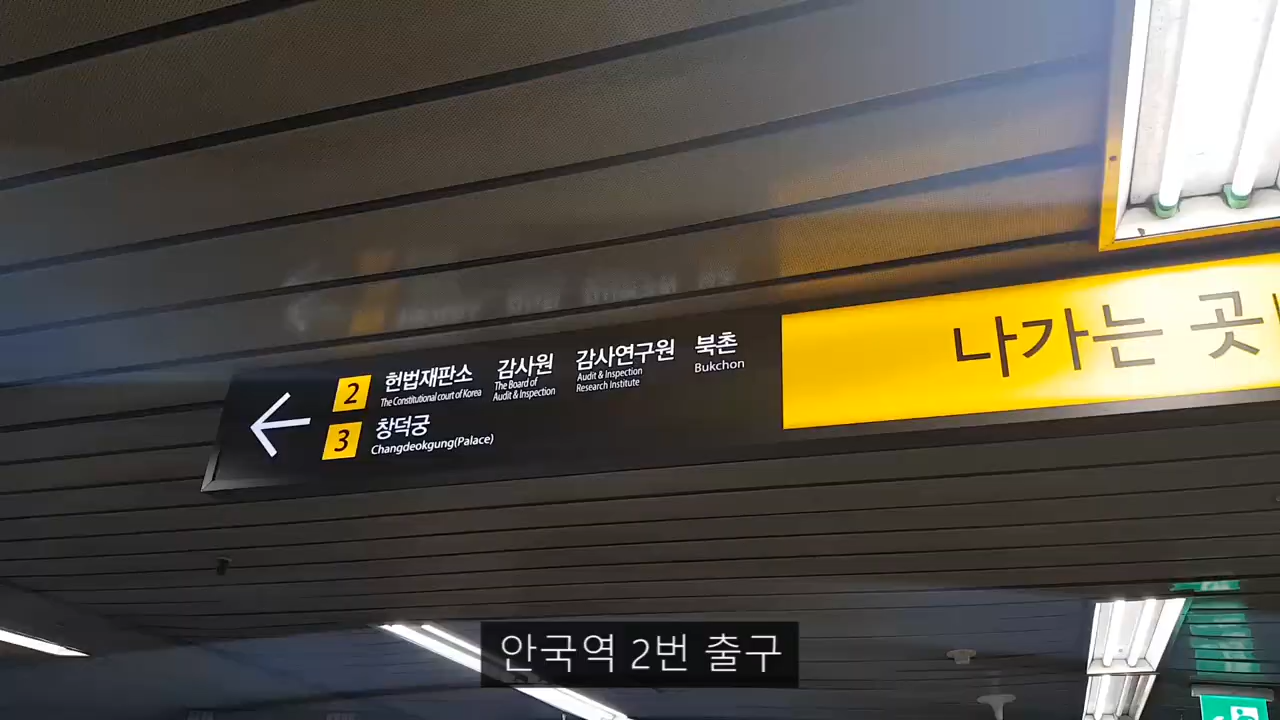 2 헌법재판소 감사원 감사연구원 북촌
The Constitutional court of Korea The Board of Audit & Inspection Audit & Inspection Research Institute Bukchon
3 창덕궁
Changdeokgung(Palace)
나가는 곳
안국역 2번 출구